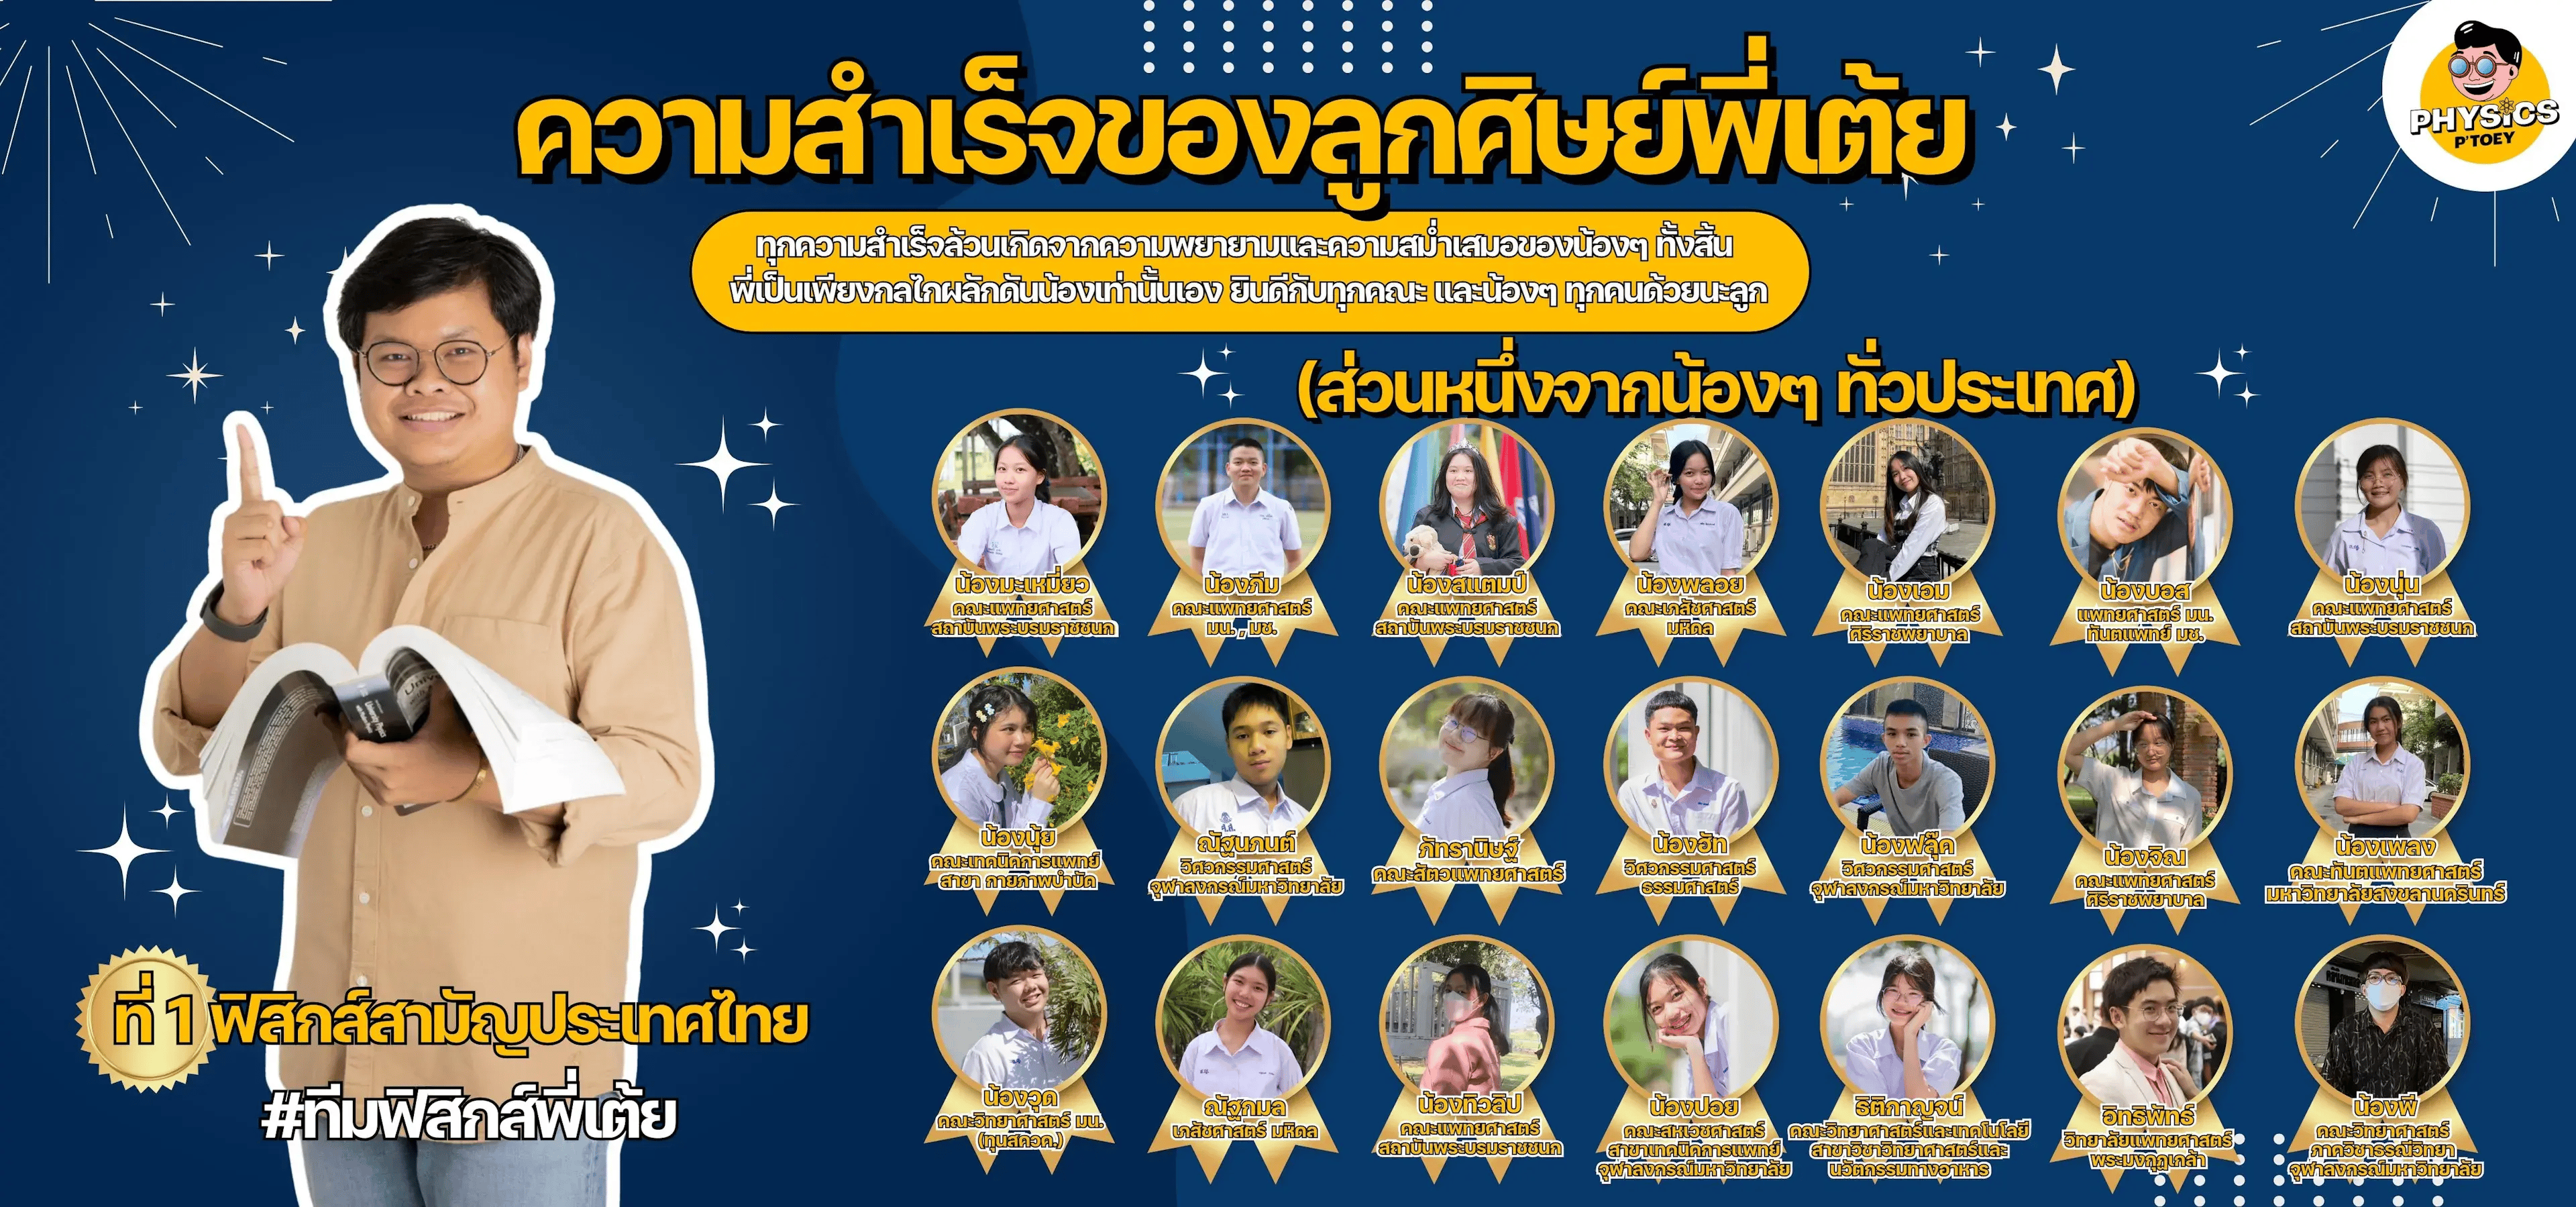 ความสำเร็จของลูกศิษย์พี่เต้ย
PHYSICS
P'TOEY
ทุกความสำเร็จล้วนเกิดจากความพยายามและความสม่ำเสมอของน้องๆ ทั้งสิ้น
พี่เป็นเพียงกลไกผลักดันน้องเท่านั้นเอง ยินดีกับทุกคณะ และน้องๆ ทุกคนด้วยนะลูก
(ส่วนหนึ่งจากน้องๆ ทั่วประเทศ)
น้องมะเหมี่ยว
คณะแพทยศาสตร์
สถาบันพระบรมราชชนก
น้องภีม
คณะแพทยศาสตร์
มน. , มช.
น้องสแตมป์
คณะแพทยศาสตร์
สถาบันพระบรมราชชนก
น้องพลอย
คณะเภสัชศาสตร์
มหิดล
น้องเอม
คณะแพทยศาสตร์
ศิริราชพยาบาล
น้องบอส
แพทยศาสตร์ มน.
ทันตแพทย์ มช.
น้องนุ่น
คณะแพทยศาสตร์
สถาบันพระบรมราชชนก
น้องนุ้ย
คณะเทคนิคการแพทย์
สาขา กายภาพบำบัด
ณัฐนภนต์
วิศวกรรมศาสตร์
จุฬาลงกรณ์มหาวิทยาลัย
ภัทรานิษฐ์
คณะสัตวแพทยศาสตร์
น้องฮัท
วิศวกรรมศาสตร์
ธรรมศาสตร์
น้องฟลุ๊ค
วิศวกรรมศาสตร์
จุฬาลงกรณ์มหาวิทยาลัย
น้องจิณ
คณะแพทยศาสตร์
ศิริราชพยาบาล
น้องเพลง
คณะทันตแพทยศาสตร์
มหาวิทยาลัยสงขลานครินทร์
น้องวุด
คณะวิทยาศาสตร์ มน.
(ทุนสควค.)
ณัฐกมล
เภสัชศาสตร์ มหิดล
น้องทิวลิป
คณะแพทยศาสตร์
สถาบันพระบรมราชชนก
น้องปอย
คณะสหเวชศาสตร์
สาขาเทคนิคการแพทย์
จุฬาลงกรณ์มหาวิทยาลัย
ธิติกาญจน์
คณะวิทยาศาสตร์และเทคโนโลยี
สาขาวิชาวิทยาศาสตร์และ
นวัตกรรมทางอาหาร
อิทธิพัทธ์
วิทยาลัยแพทยศาสตร์
พระมงกุฎเกล้า
น้องพี
คณะวิทยาศาสตร์
ภาควิชาธรณีวิทยา
จุฬาลงกรณ์มหาวิทยาลัย
ที่ 1 ฟิสิกส์สามัญประเทศไทย
#ทีมฟิสิกส์พี่เต้ย